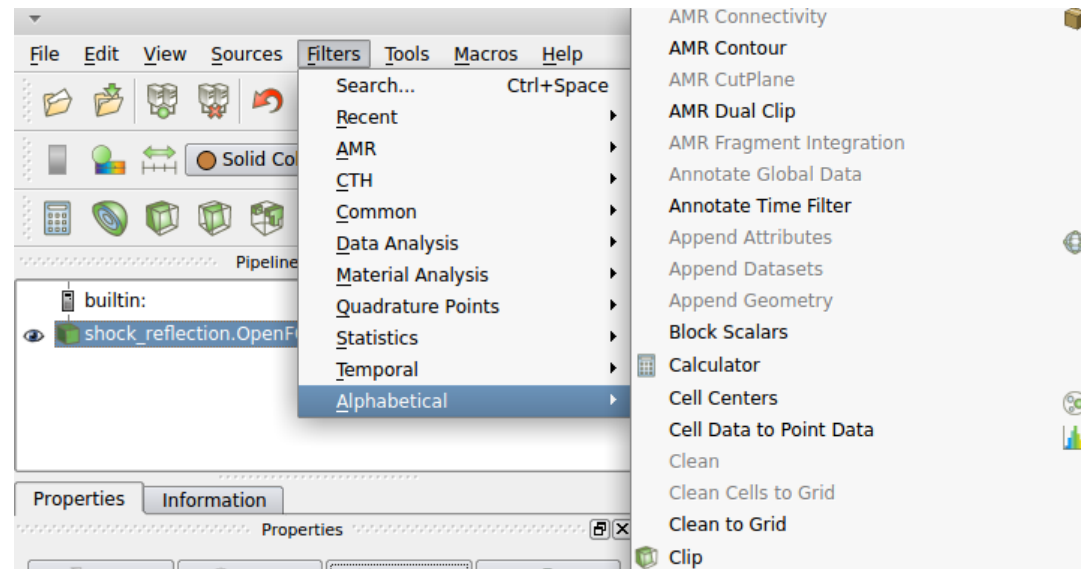 File Edit View Sources Filters Tools Macros Help
Solid Co
Pipeline
builtin:
shock_reflection.OpenF
Properties Information
Properties
Search... Ctrl+Space
Recent
AMR
CTH
Common
Data Analysis
Material Analysis
Quadrature Points
Statistics
Temporal
Alphabetical
AMR Connectivity
AMR Contour
AMR CutPlane
AMR Dual Clip
AMR Fragment Integration
Annotate Global Data
Annotate Time Filter
Append Attributes
Append Datasets
Append Geometry
Block Scalars
Calculator
Cell Centers
Cell Data to Point Data
Clean
Clean Cells to Grid
Clean to Grid
Clip